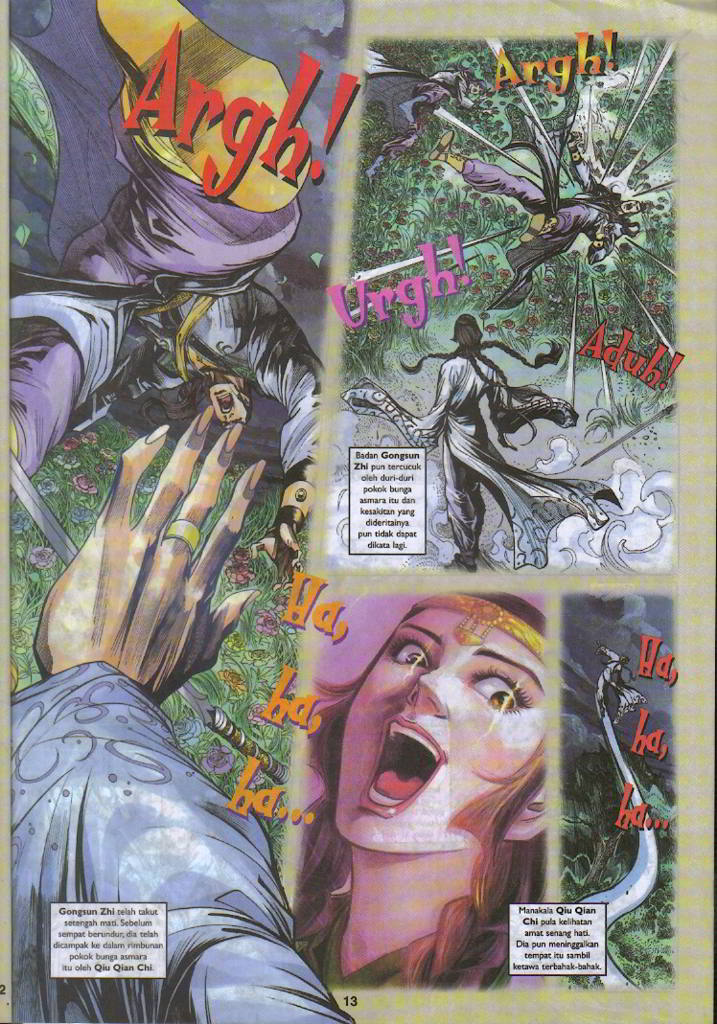 Argh!
Gongsun Zhi telah takut
setengah mati. Sebelum
sempat berundur, dia telah
dicampak ke dalam rimbunan
pokok bunga asmara
itu oleh Qiu Qian Chi.
Argh!
Urgh!
Aduh!
Badan Gongsun
Zhi pun tercucuk
oleh duri-duri
pokok bunga
asmara itu dan
kesakitan yang
dideritainya
pun tidak dapat
dikata lagi.
Ha,
ha,
ha...
Ha,
ha,
ha...
Manakala Qiu Qian
Chi pula kelihatan
amat senang hati.
Dia pun meninggalkan
tempat itu sambil
ketawa terbahak-bahak.
2
13